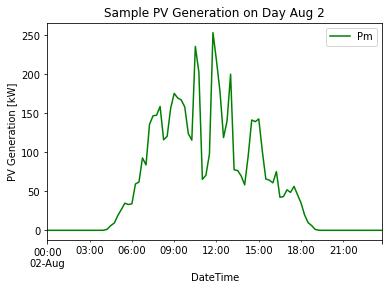 Sample PV Generation on Day Aug 2
Pm
PV Generation [kW]
250
200
150
100
50
0
00:00
02-Aug
03:00
06:00
09:00
12:00
15:00
18:00
21:00
DateTime